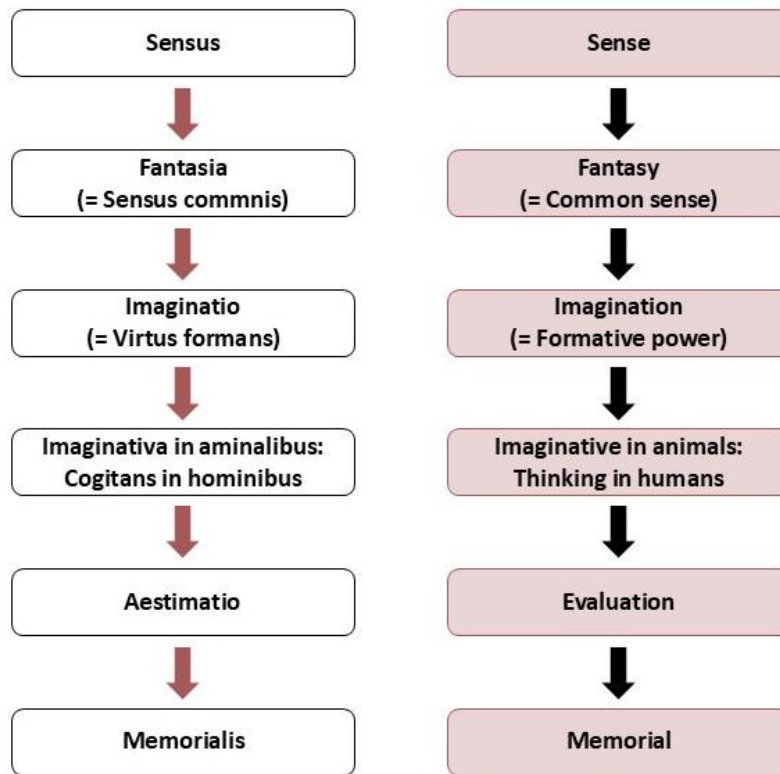 Sensus
Fantasia
(= Sensus commnis)
Imaginatio
(= Virtus formans)
Imaginativa in aminalibus:
Cogitans in hominibus
Aestimatio
Memorialis
Sense
Fantasy
(= Common sense)
Imagination
(= Formative power)
Imaginative in animals:
Thinking in humans
Evaluation
Memorial